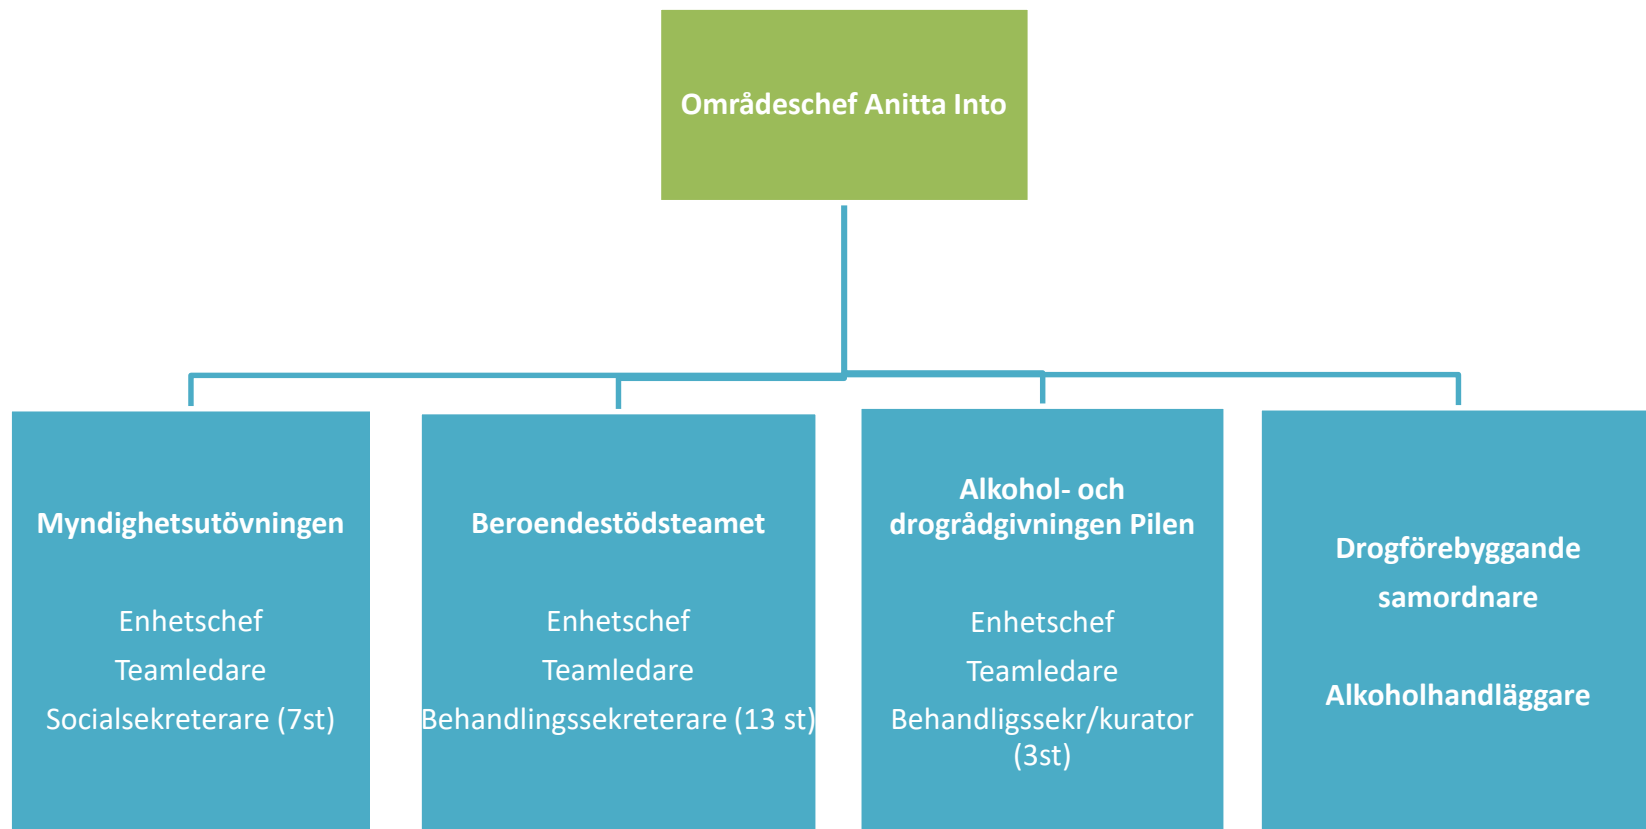 Områdeschef Anitta Into
Myndighetsutövningen
Enhetschef
Teamledare
Socialsekreterare (7st)
Beroendestödsteamet
Enhetschef
Teamledare
Behandlingssekreterare (13 st)
Alkohol- och
drogrådgivningen Pilen
Enhetschef
Teamledare
Behandligssekr/kurator
(3st)
Drogförebyggande
samordnare
Alkoholhandläggare